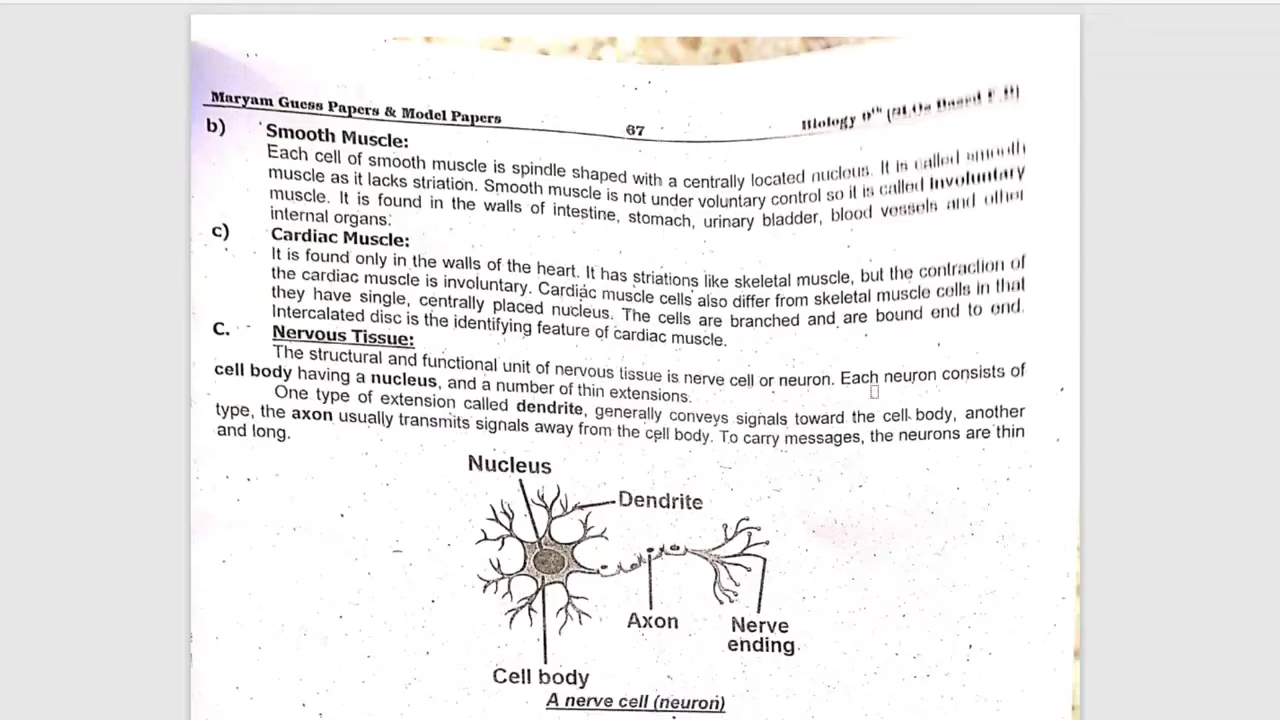 Maryam Guess Papers & Model Papers
67
Biology 9th (SLOs Based F.B)
b) Smooth Muscle:
Each cell of smooth muscle is spindle shaped with a centrally located nucleus. It is called smooth
muscle as it lacks striation. Smooth muscle is not under voluntary control so it is called involuntary
muscle. It is found in the walls of intestine, stomach, urinary bladder, blood vessels and other
internal organs.
c) Cardiac Muscle:
It is found only in the walls of the heart. It has striations like skeletal muscle, but the contraction of
the cardiac muscle is involuntary. Cardiac muscle cells also differ from skeletal muscle cells in that
they have single, centrally placed nucleus. The cells are branched and are bound end to end.
Intercalated disc is the identifying feature of cardiac muscle.
C. Nervous Tissue:
The structural and functional unit of nervous tissue is nerve cell or neuron. Each neuron consists of
cell body having a nucleus, and a number of thin extensions.
One type of extension called dendrite, generally conveys signals toward the cell body, another
type, the axon usually transmits signals away from the cell body. To carry messages, the neurons are thin
and long.
Nucleus
Dendrite
Axon
Nerve
ending
Cell body
A nerve cell (neuron)